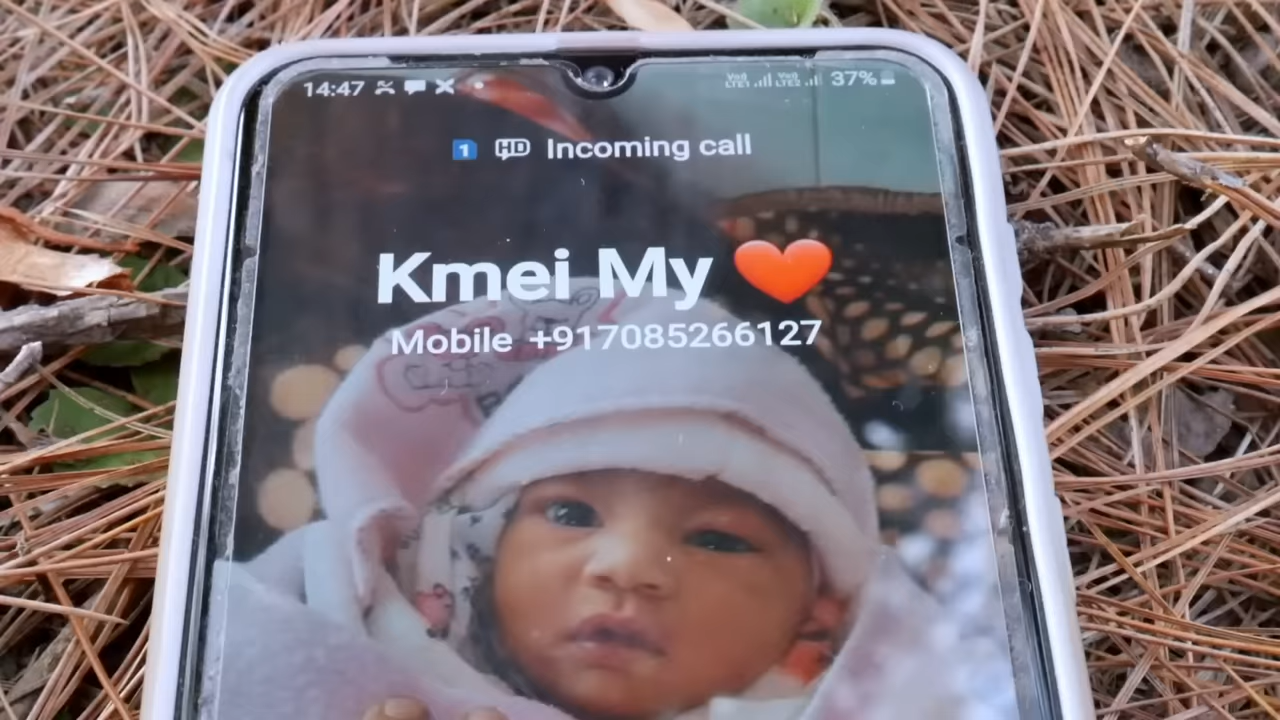 14:47 37%
1 HD Incoming call
Kmei My ❤️
Mobile +917085266127